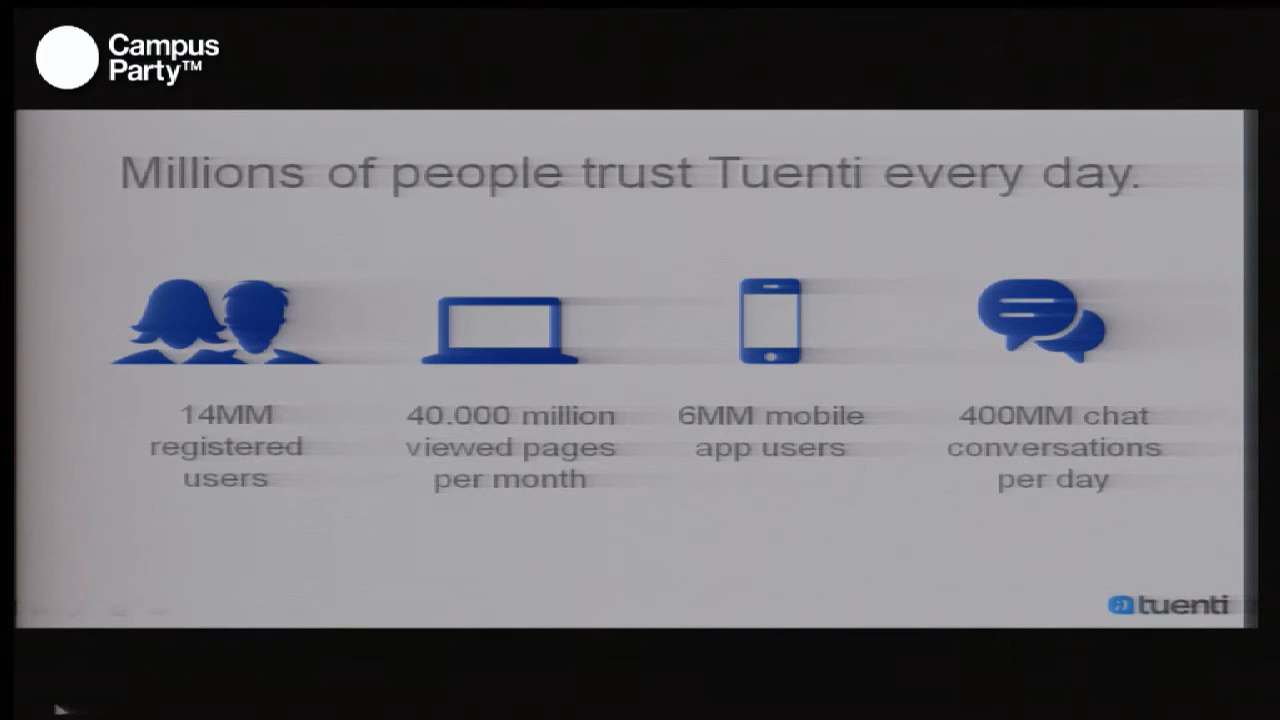 Campus
Party™
Millions of people trust Tuenti every day.
14MM
registered
users
40.000 million
viewed pages
per month
6MM mobile
app users
400MM chat
conversations
per day
tuenti